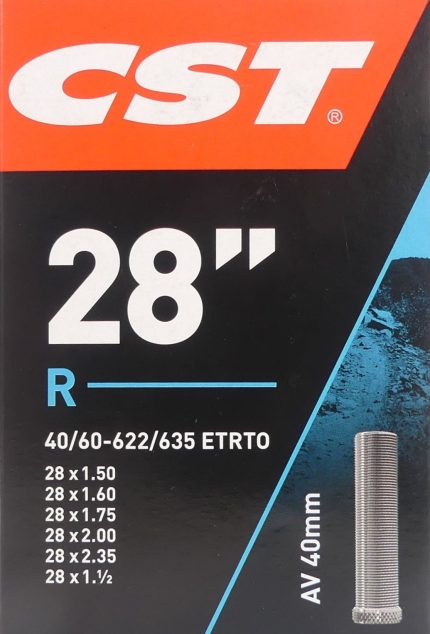 CST®
28"
R
40/60-622/635 ETRTO
28 x 1.50
28 x 1.60
28 x 1.75
28 x 2.00
28 x 2.35
28 x 1.½
AV 40mm